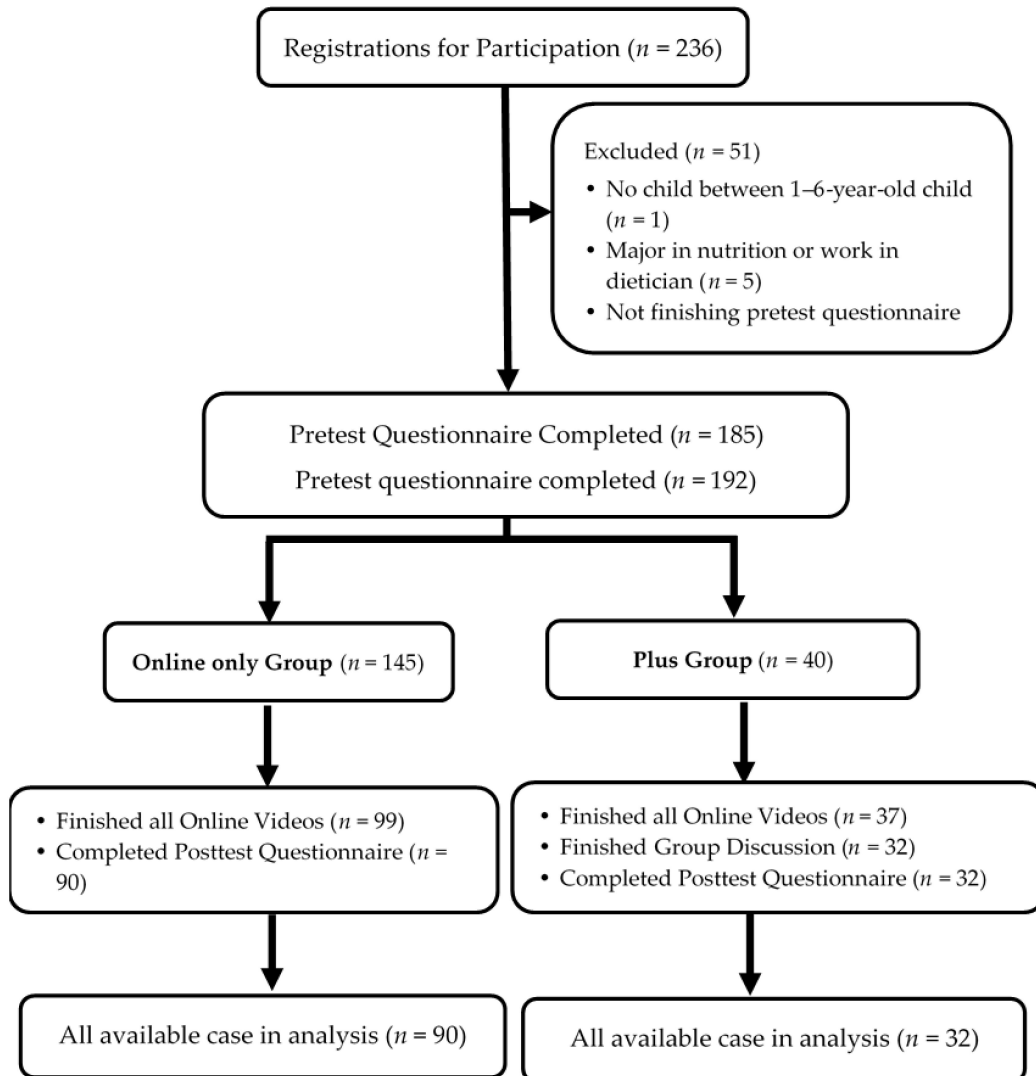 Registrations for Participation (n = 236)
Excluded (n = 51)
• No child between 1–6-year-old child
(n = 1)
• Major in nutrition or work in
dietician (n = 5)
• Not finishing pretest questionnaire
Pretest Questionnaire Completed (n = 185)
Pretest questionnaire completed (n = 192)
Online only Group (n = 145)
Plus Group (n = 40)
• Finished all Online Videos (n = 99)
• Completed Posttest Questionnaire (n =
90)
• Finished all Online Videos (n = 37)
• Finished Group Discussion (n = 32)
• Completed Posttest Questionnaire (n = 32)
All available case in analysis (n = 90)
All available case in analysis (n = 32)